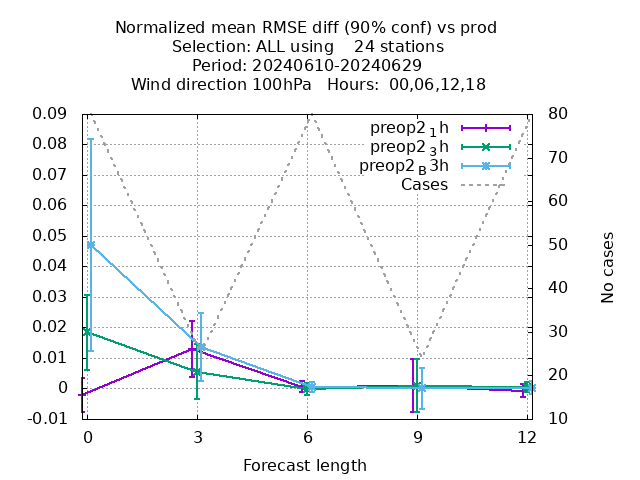 Normalized mean RMSE diff (90% conf) vs prod
Selection: ALL using    24 stations
Period: 20240610-20240629
Wind direction 100hPa   Hours:  00,06,12,18
0.09
0.08
0.07
0.06
0.05
0.04
0.03
0.02
0.01
0
-0.01
preop2 1h
preop2 3h
preop2 B3h
Cases
80
70
60
50
40
30
20
10
No cases
0 3 6 9 12
Forecast length